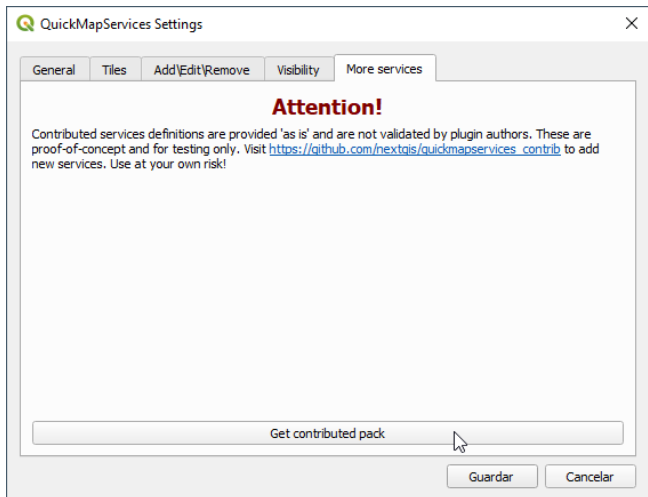 QuickMapServices Settings
General Tiles Add\Edit\Remove Visibility More services
Attention!
Contributed services definitions are provided 'as is' and are not validated by plugin authors. These are
proof-of-concept and for testing only. Visit https://github.com/nextgis/quickmapservices_contrib to add
new services. Use at your own risk!
Get contributed pack
Guardar Cancelar